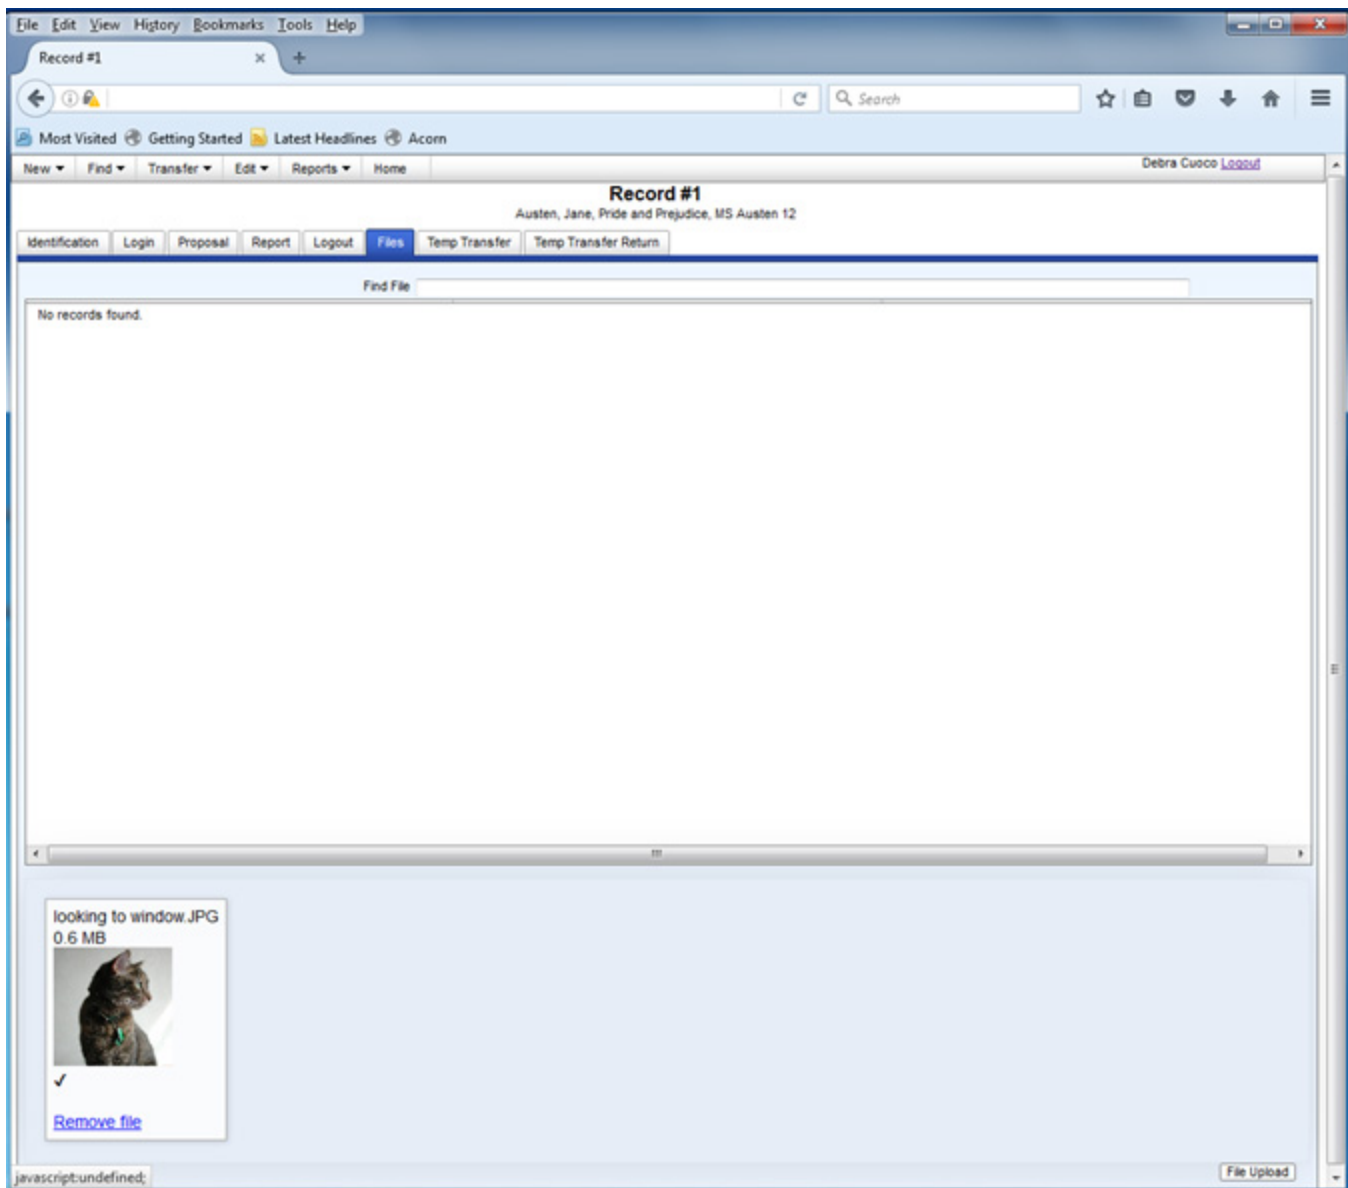 File Edit View History Bookmarks Tools Help
Record #1
Search
Most Visited Getting Started Latest Headlines Acorn
New Find Transfer Edit Reports Home Debra Cuoco Logout
Record #1
Austen, Jane, Pride and Prejudice, MS Austen 12
Identification Login Proposal Report Logout Files Temp Transfer Temp Transfer Return
Find File
No records found.
looking to window.JPG
0.6 MB
Remove file
File Upload
javascript:undefined;